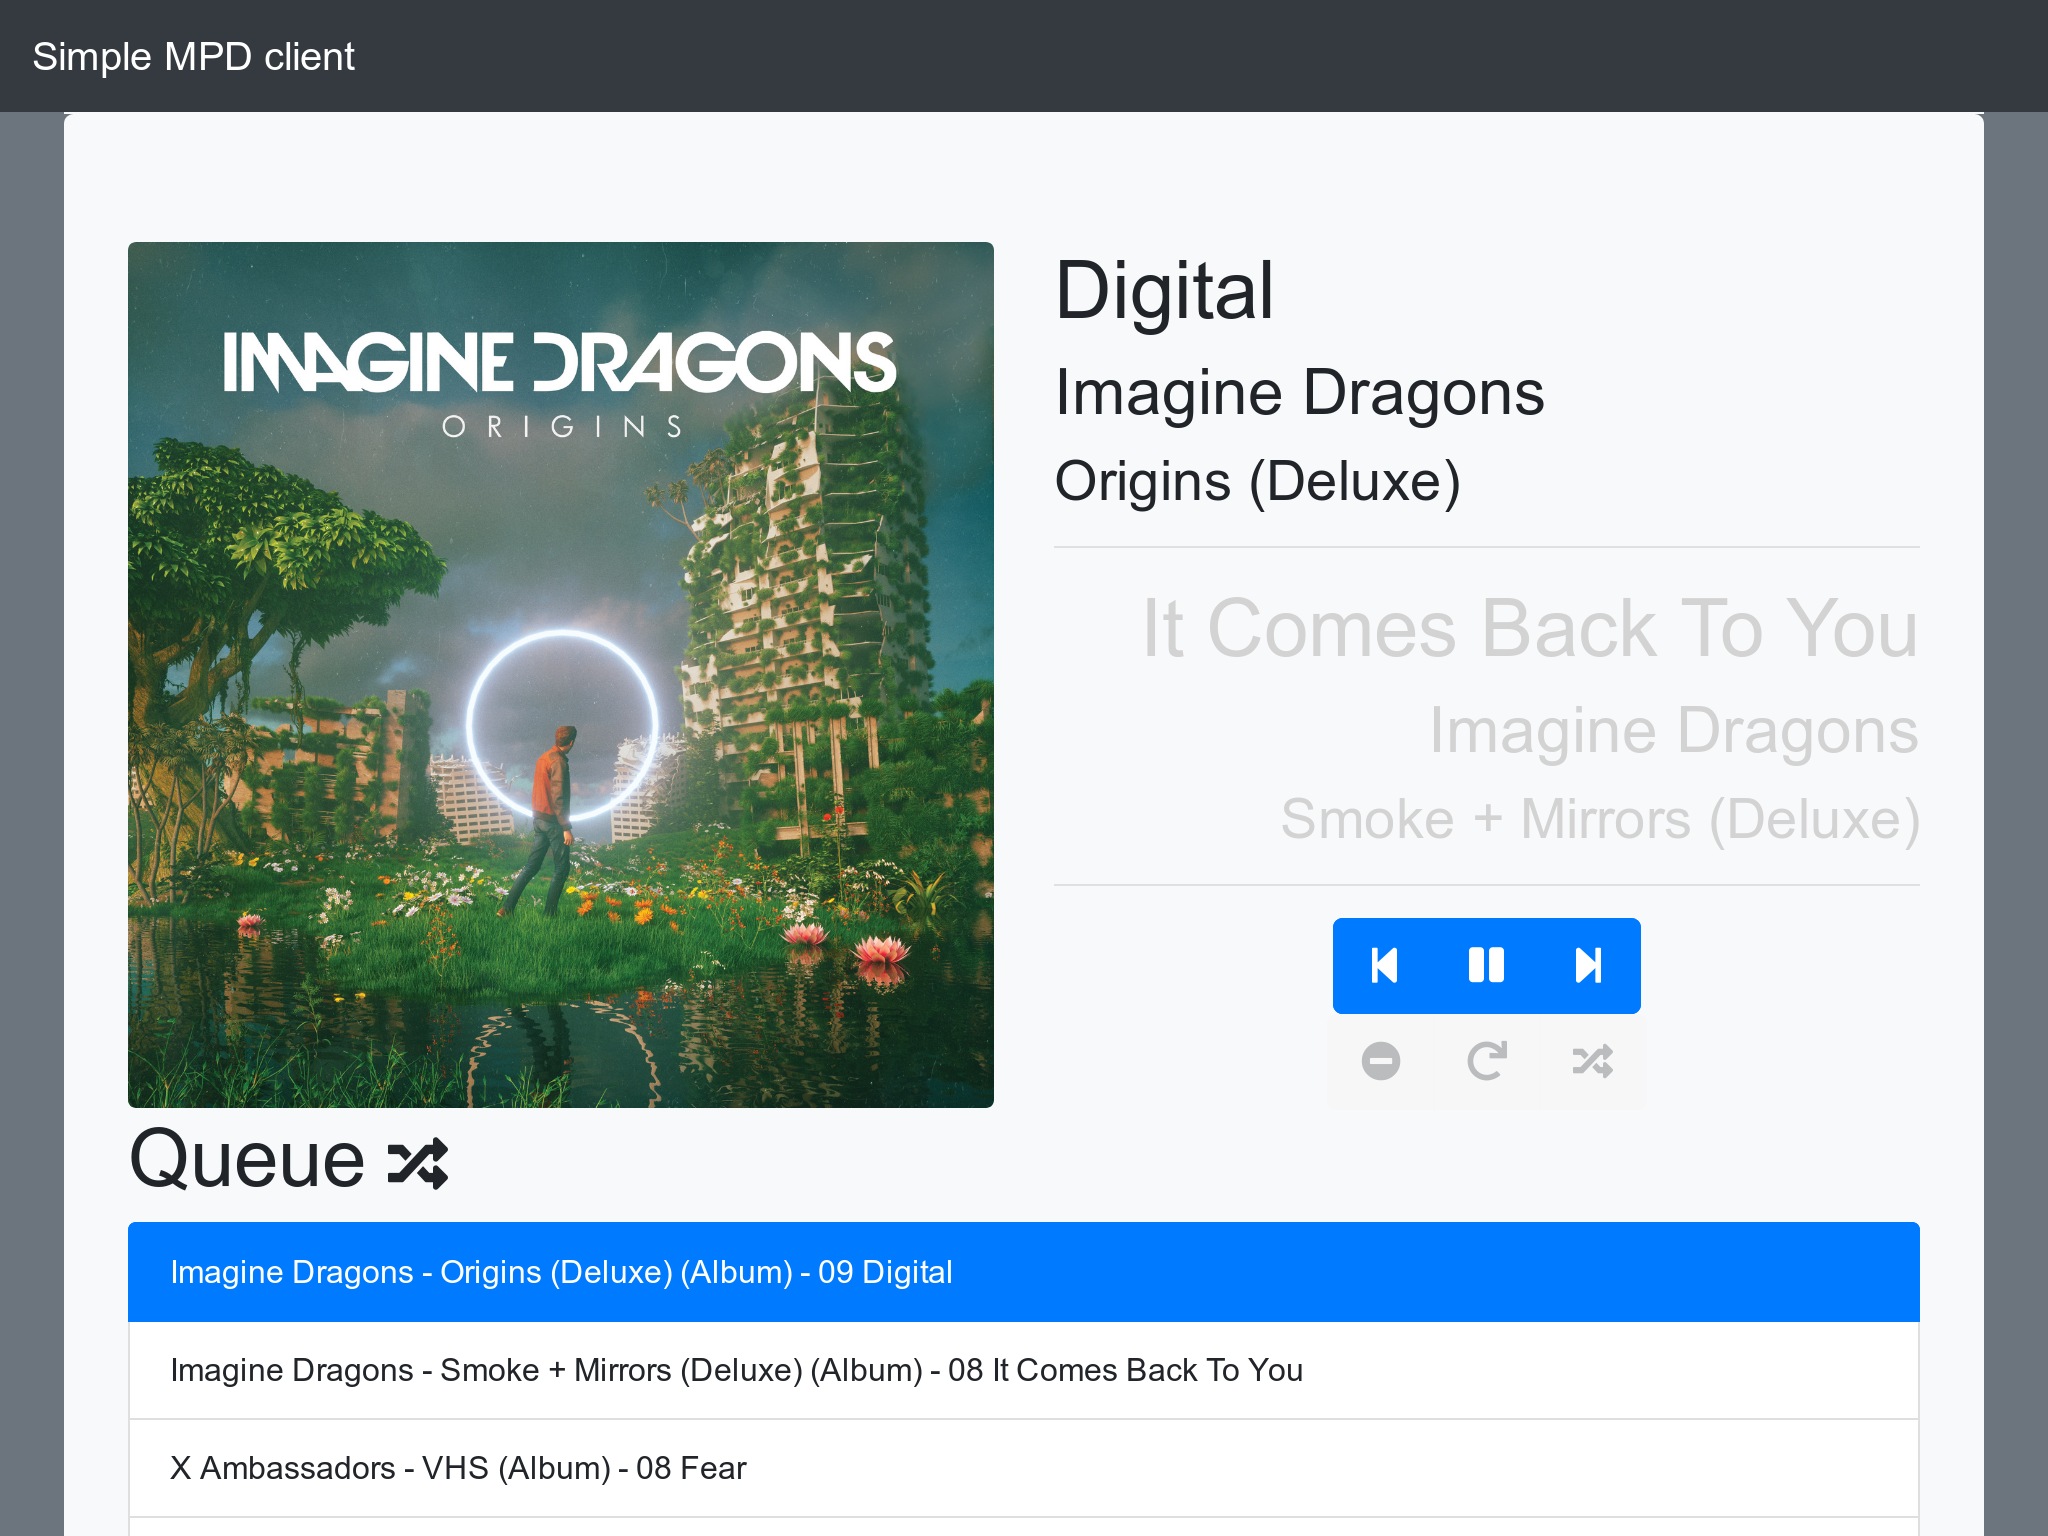 Simple MPD client
IMAGINE DRAGONS
ORIGINS
Digital
Imagine Dragons
Origins (Deluxe)
It Comes Back To You
Imagine Dragons
Smoke + Mirrors (Deluxe)
Queue
Imagine Dragons - Origins (Deluxe) (Album) - 09 Digital
Imagine Dragons - Smoke + Mirrors (Deluxe) (Album) - 08 It Comes Back To You
X Ambassadors - VHS (Album) - 08 Fear